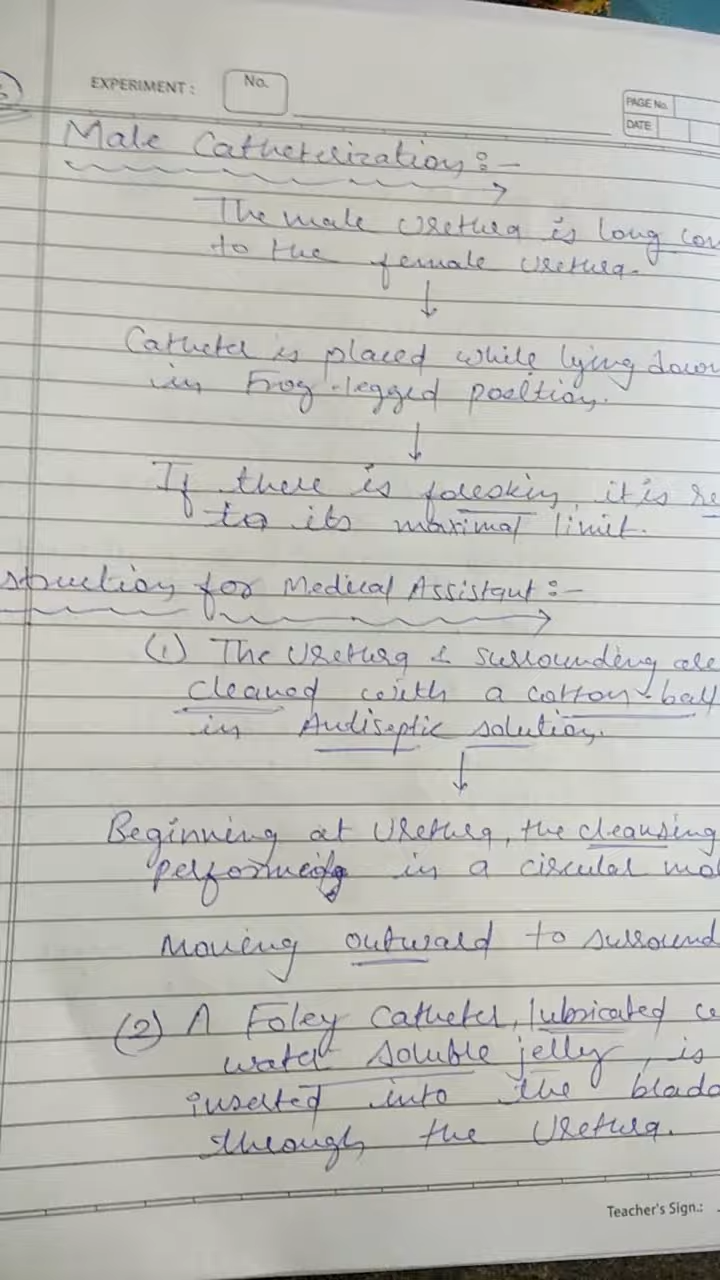 EXPERIMENT :
No.
PAGE No.
DATE
Male Catheterization :-
The male Urethra is long com
to the female Urethra.
↓
Catheter is placed while lying down
in Frog-legged position.
↓
If there is foreskin, it is re
to its maximal limit.
struction for Medical Assistant :-
(1) The Urethra & surrounding are
cleaned with a cotton-ball
in Antiseptic solution.
↓
Beginning at Urethra, the cleansing
performed in a circular mo
Moving outward to surround
(2) A Foley Catheter, lubricated
water soluble jelly, is
inserted into the bladd
through the Urethra.
Teacher's Sign.: